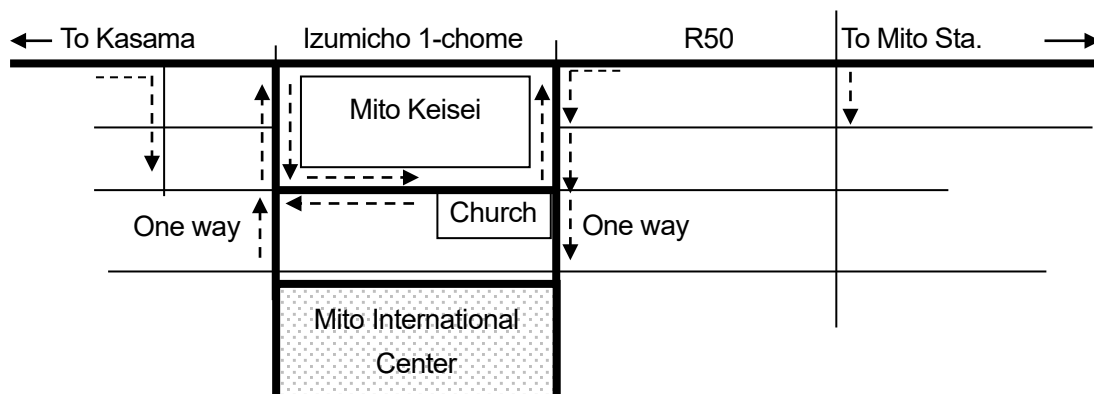 To Kasama
Izumicho 1-chome
R50
To Mito Sta.
Mito Keisei
Church
One way
One way
Mito International
Center